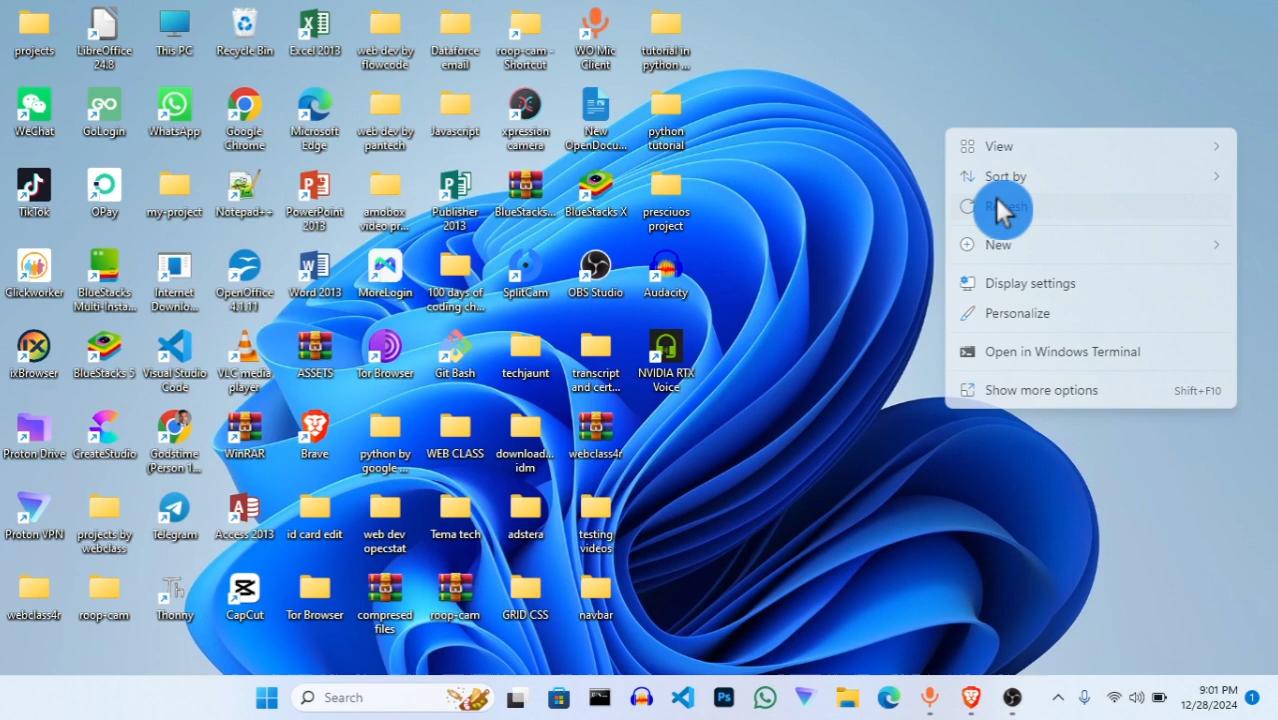 projects
LibreOffice
24.8
This PC
Recycle Bin
Excel 2013
web dev by
flowcode
Dataforce
email
roop-cam -
Shortcut
WO Mic
Client
tutorial in
python ...
WeChat
GoLogin
WhatsApp
Google
Chrome
Microsoft
Edge
web dev by
pantech
Javascript
xpression
camera
New
OpenDocu...
python
tutorial
TikTok
OPay
my-project
Notepad++
PowerPoint
2013
amobox
video pr...
Publisher
2013
BlueStacks...
BlueStacks X
presciuos
project
Clickworker
BlueStacks
Multi-Insta...
Internet
Downlo...
OpenOffice
4.1.11
Word 2013
MoreLogin
100 days of
coding ch...
SplitCam
OBS Studio
Audacity
ixBrowser
BlueStacks 5
Visual Studio
Code
VLC media
player
ASSETS
Tor Browser
Git Bash
techjaunt
transcript
and cert...
NVIDIA RTX
Voice
Proton Drive
CreateStudio
Godstime
(Person 1...
WinRAR
Brave
python by
google ...
WEB CLASS
download...
idm
webclass4r
Proton VPN
projects by
webclass
Telegram
Access 2013
id card edit
web dev
opecstat
Tema tech
adstera
testing
videos
webclass4r
roop-cam
Thonny
CapCut
Tor Browser
compresed
files
roop-cam
GRID CSS
navbar
View
Sort by
Refresh
New
Display settings
Personalize
Open in Windows Terminal
Show more options Shift+F10
Search
Ps
9:01 PM
12/28/2024
1